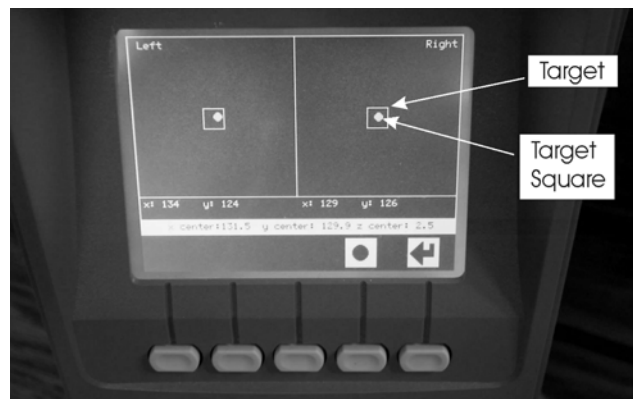 Left
Right
Target
Target
Square
x: 134 y: 124
x: 129 y: 126
x center:131.5 y center: 129.9 z center: 2.5